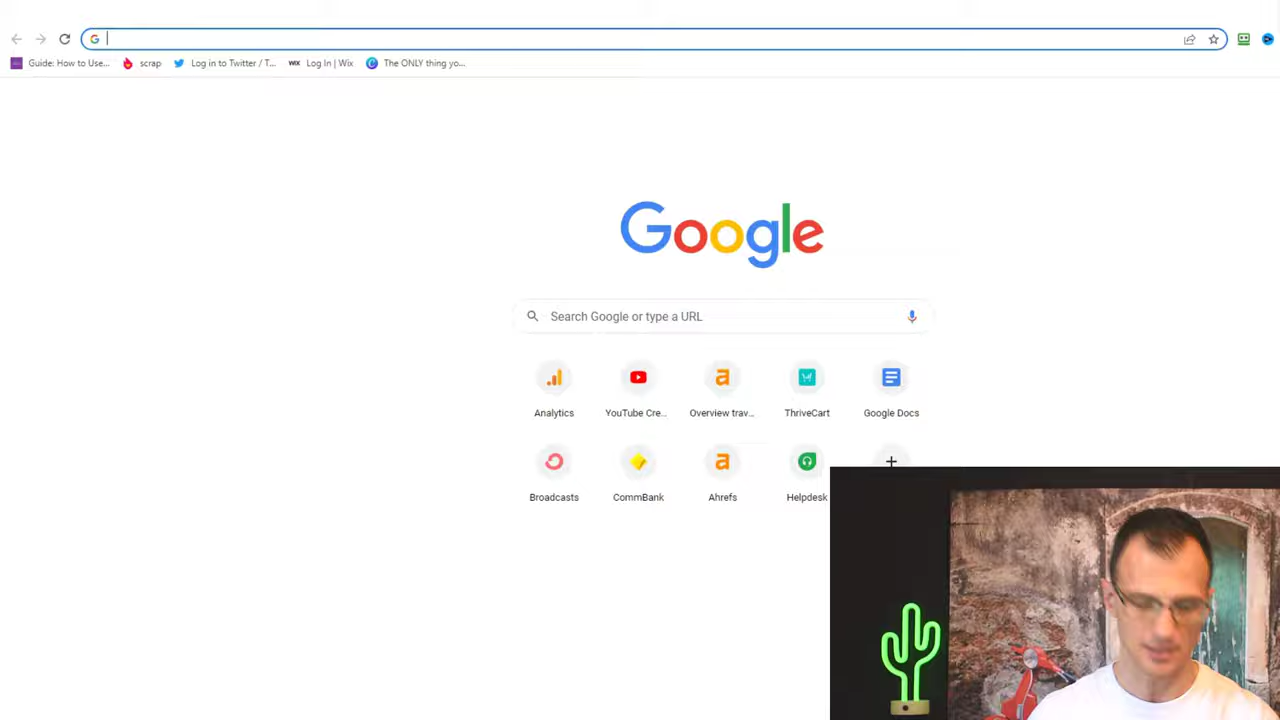 Guide: How to Use... scrap Log in to Twitter / T... WIX Log In | Wix The ONLY thing yo...
Google
Search Google or type a URL
Analytics YouTube Cre... Overview trav... ThriveCart Google Docs
Broadcasts CommBank Ahrefs Helpdesk